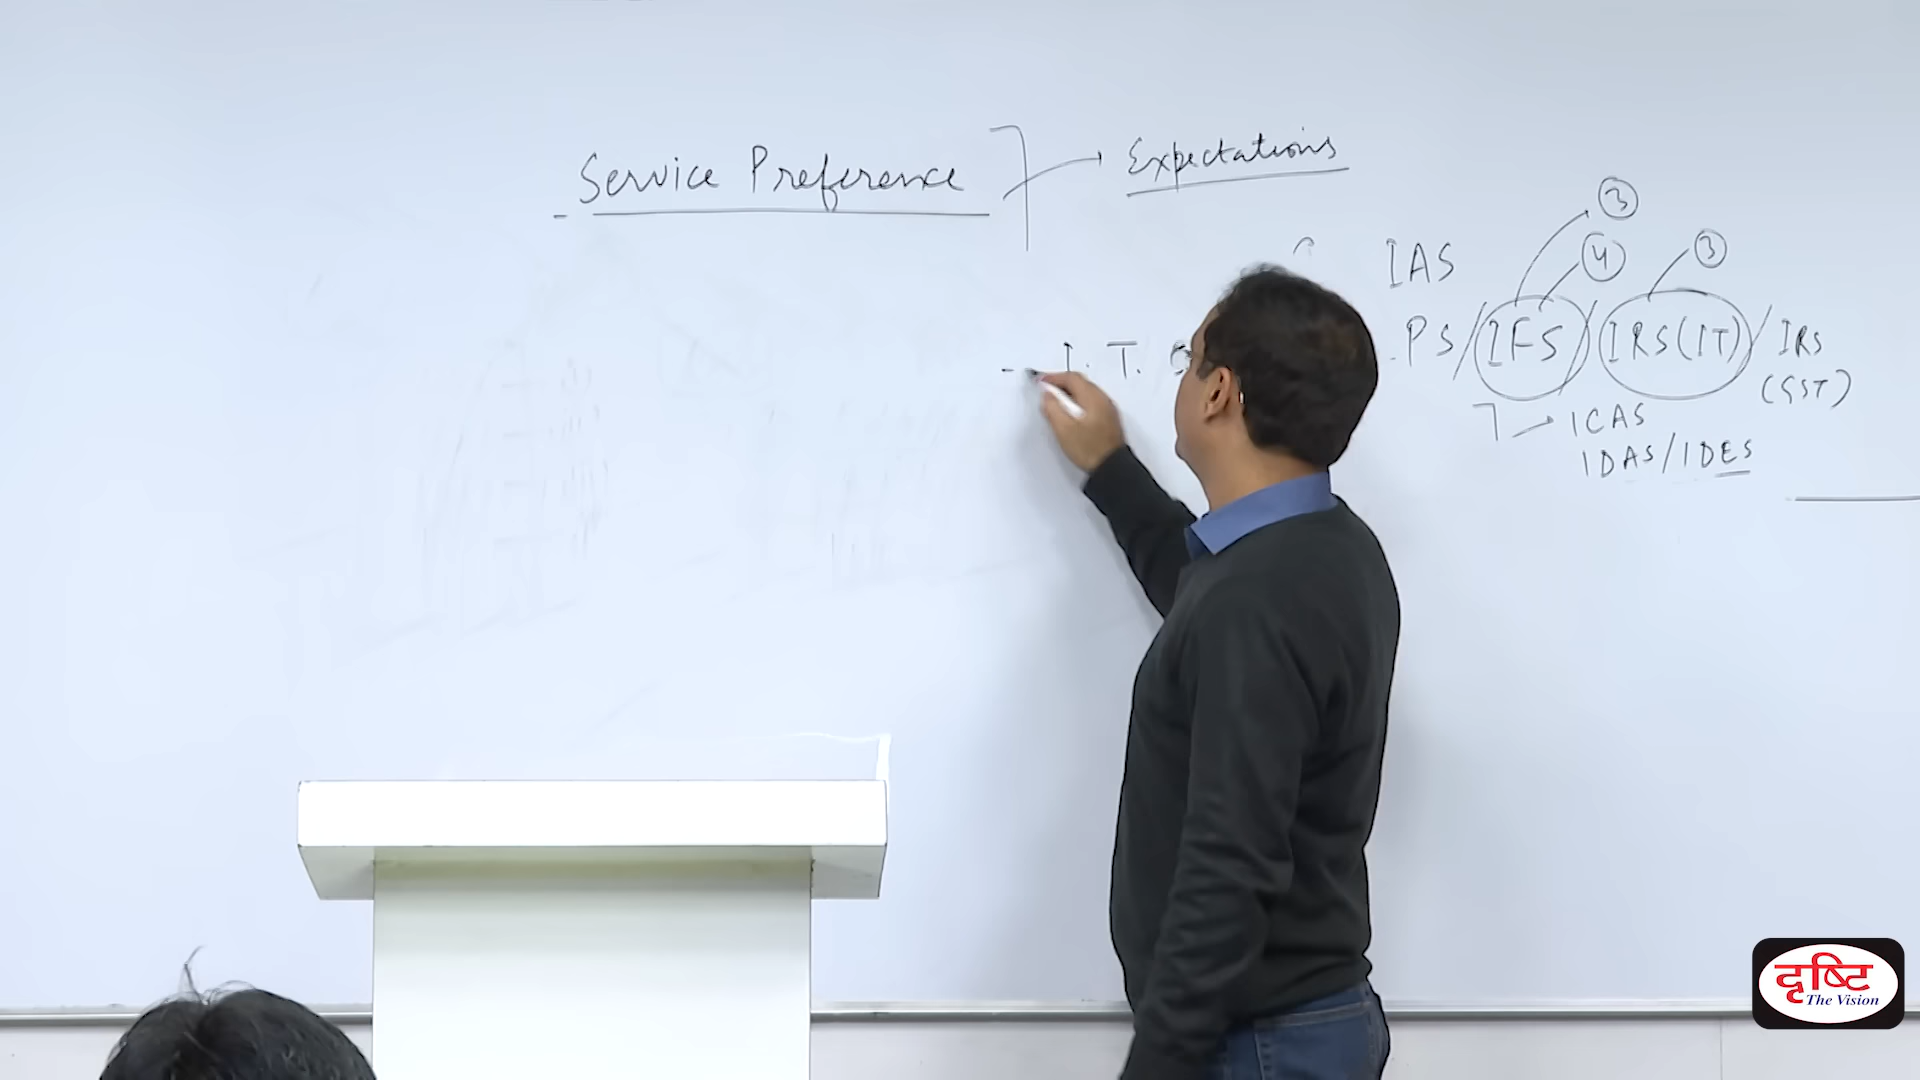 Service Preference
Expectations
③
④
③
IAS
PS / IFS / IRS (IT) / IRS
(GST)
ICAS
IDAS / IDES
I. T.
दृष्टि
The Vision